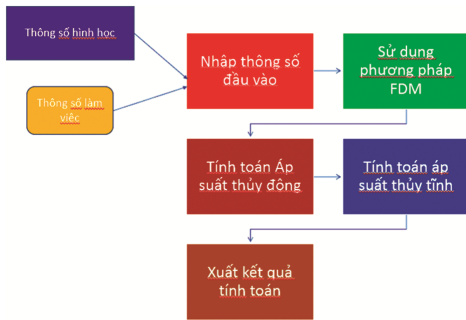 Thông số hình học
Nhập thông số
đầu vào
Sử dụng
phương pháp
FDM
Thông số làm
việc
Tính toán Áp
suất thủy động
Tính toán áp
suất thủy tĩnh
Xuất kết quả
tính toán